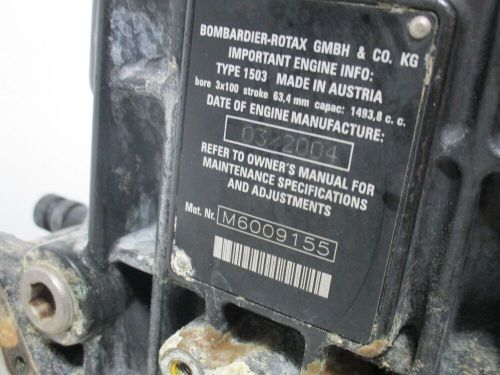 BOMBARDIER-ROTAX GMBH & CO. KG
IMPORTANT ENGINE INFO:
TYPE 1503 MADE IN AUSTRIA
bore 3x100 stroke 63,4 mm capac: 1493,8 c. c.
DATE OF ENGINE MANUFACTURE:
03/2004
REFER TO OWNER'S MANUAL FOR
MAINTENANCE SPECIFICATIONS
AND ADJUSTMENTS
Mot. Nr. M6009155